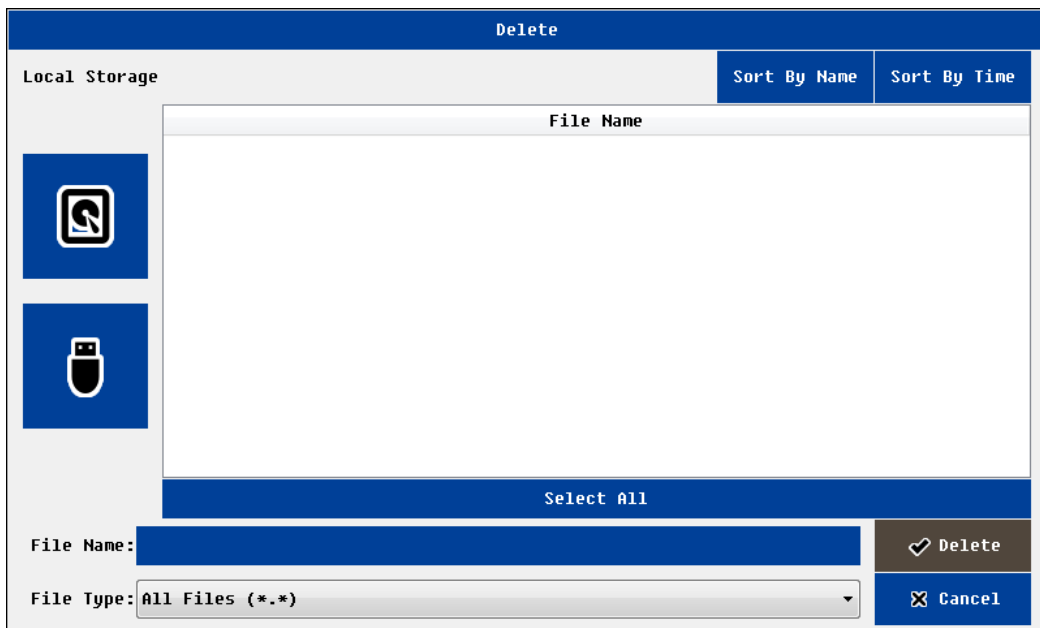 Delete
Local Storage
Sort By Name
Sort By Time
File Name
Select All
File Name:
Delete
File Type: All Files (*.*)
Cancel